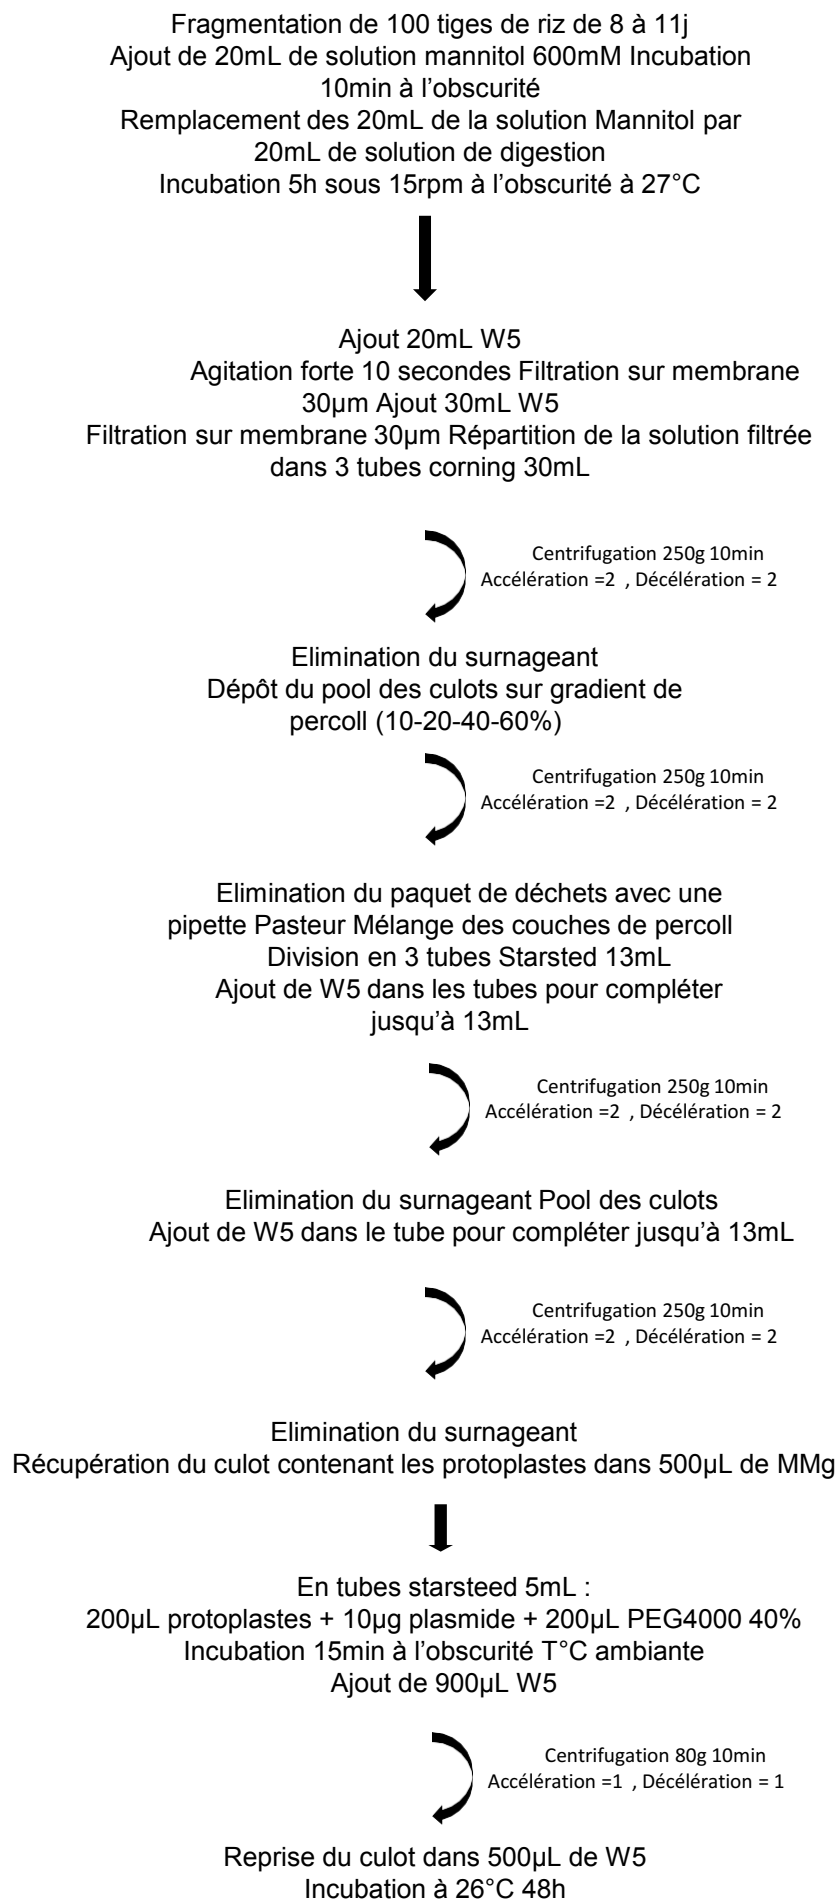 Fragmentation de 100 tiges de riz de 8 à 11j
Ajout de 20mL de solution mannitol 600mM Incubation
10min à l'obscurité
Remplacement des 20mL de la solution Mannitol par
20mL de solution de digestion
Incubation 5h sous 15rpm à l'obscurité à 27°C
Ajout 20mL W5
Agitation forte 10 secondes Filtration sur membrane
30µm Ajout 30mL W5
Filtration sur membrane 30µm Répartition de la solution filtrée
dans 3 tubes corning 30mL
Centrifugation 250g 10min
Accélération =2 , Décélération = 2
Elimination du surnageant
Dépôt du pool des culots sur gradient de
percoll (10-20-40-60%)
Centrifugation 250g 10min
Accélération =2 , Décélération = 2
Elimination du paquet de déchets avec une
pipette Pasteur Mélange des couches de percoll
Division en 3 tubes Starsted 13mL
Ajout de W5 dans les tubes pour compléter
jusqu'à 13mL
Centrifugation 250g 10min
Accélération =2 , Décélération = 2
Elimination du surnageant Pool des culots
Ajout de W5 dans le tube pour compléter jusqu'à 13mL
Centrifugation 250g 10min
Accélération =2 , Décélération = 2
Elimination du surnageant
Récupération du culot contenant les protoplastes dans 500µL de MMg
En tubes starsteed 5mL :
200µL protoplastes + 10µg plasmide + 200µL PEG4000 40%
Incubation 15min à l'obscurité T°C ambiante
Ajout de 900µL W5
Centrifugation 80g 10min
Accélération =1 , Décélération = 1
Reprise du culot dans 500µL de W5
Incubation à 26°C 48h